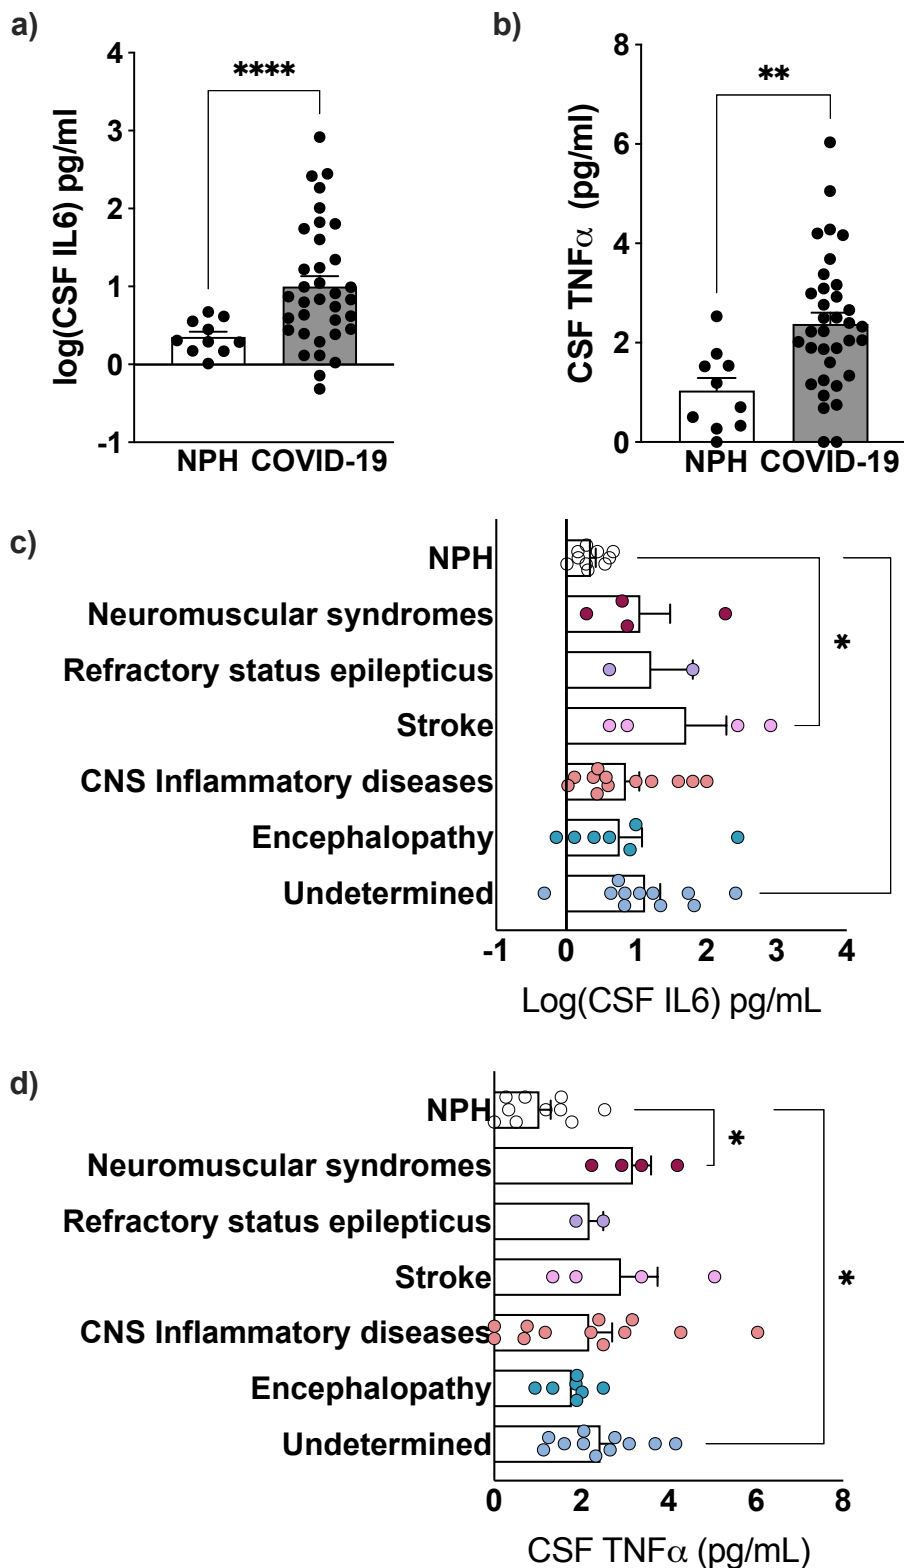 a)
log(CSF IL6) pg/ml
4
3
2
1
0
-1
****
NPH COVID-19
b)
CSF TNFα (pg/ml)
8
6
4
2
0
**
NPH COVID-19
c)
NPH
Neuromuscular syndromes
Refractory status epilepticus
Stroke
CNS Inflammatory diseases
Encephalopathy
Undetermined
*
-1 0 1 2 3 4
Log(CSF IL6) pg/mL
d)
NPH
Neuromuscular syndromes
Refractory status epilepticus
Stroke
CNS Inflammatory diseases
Encephalopathy
Undetermined
*
*
0 2 4 6 8
CSF TNFα (pg/mL)